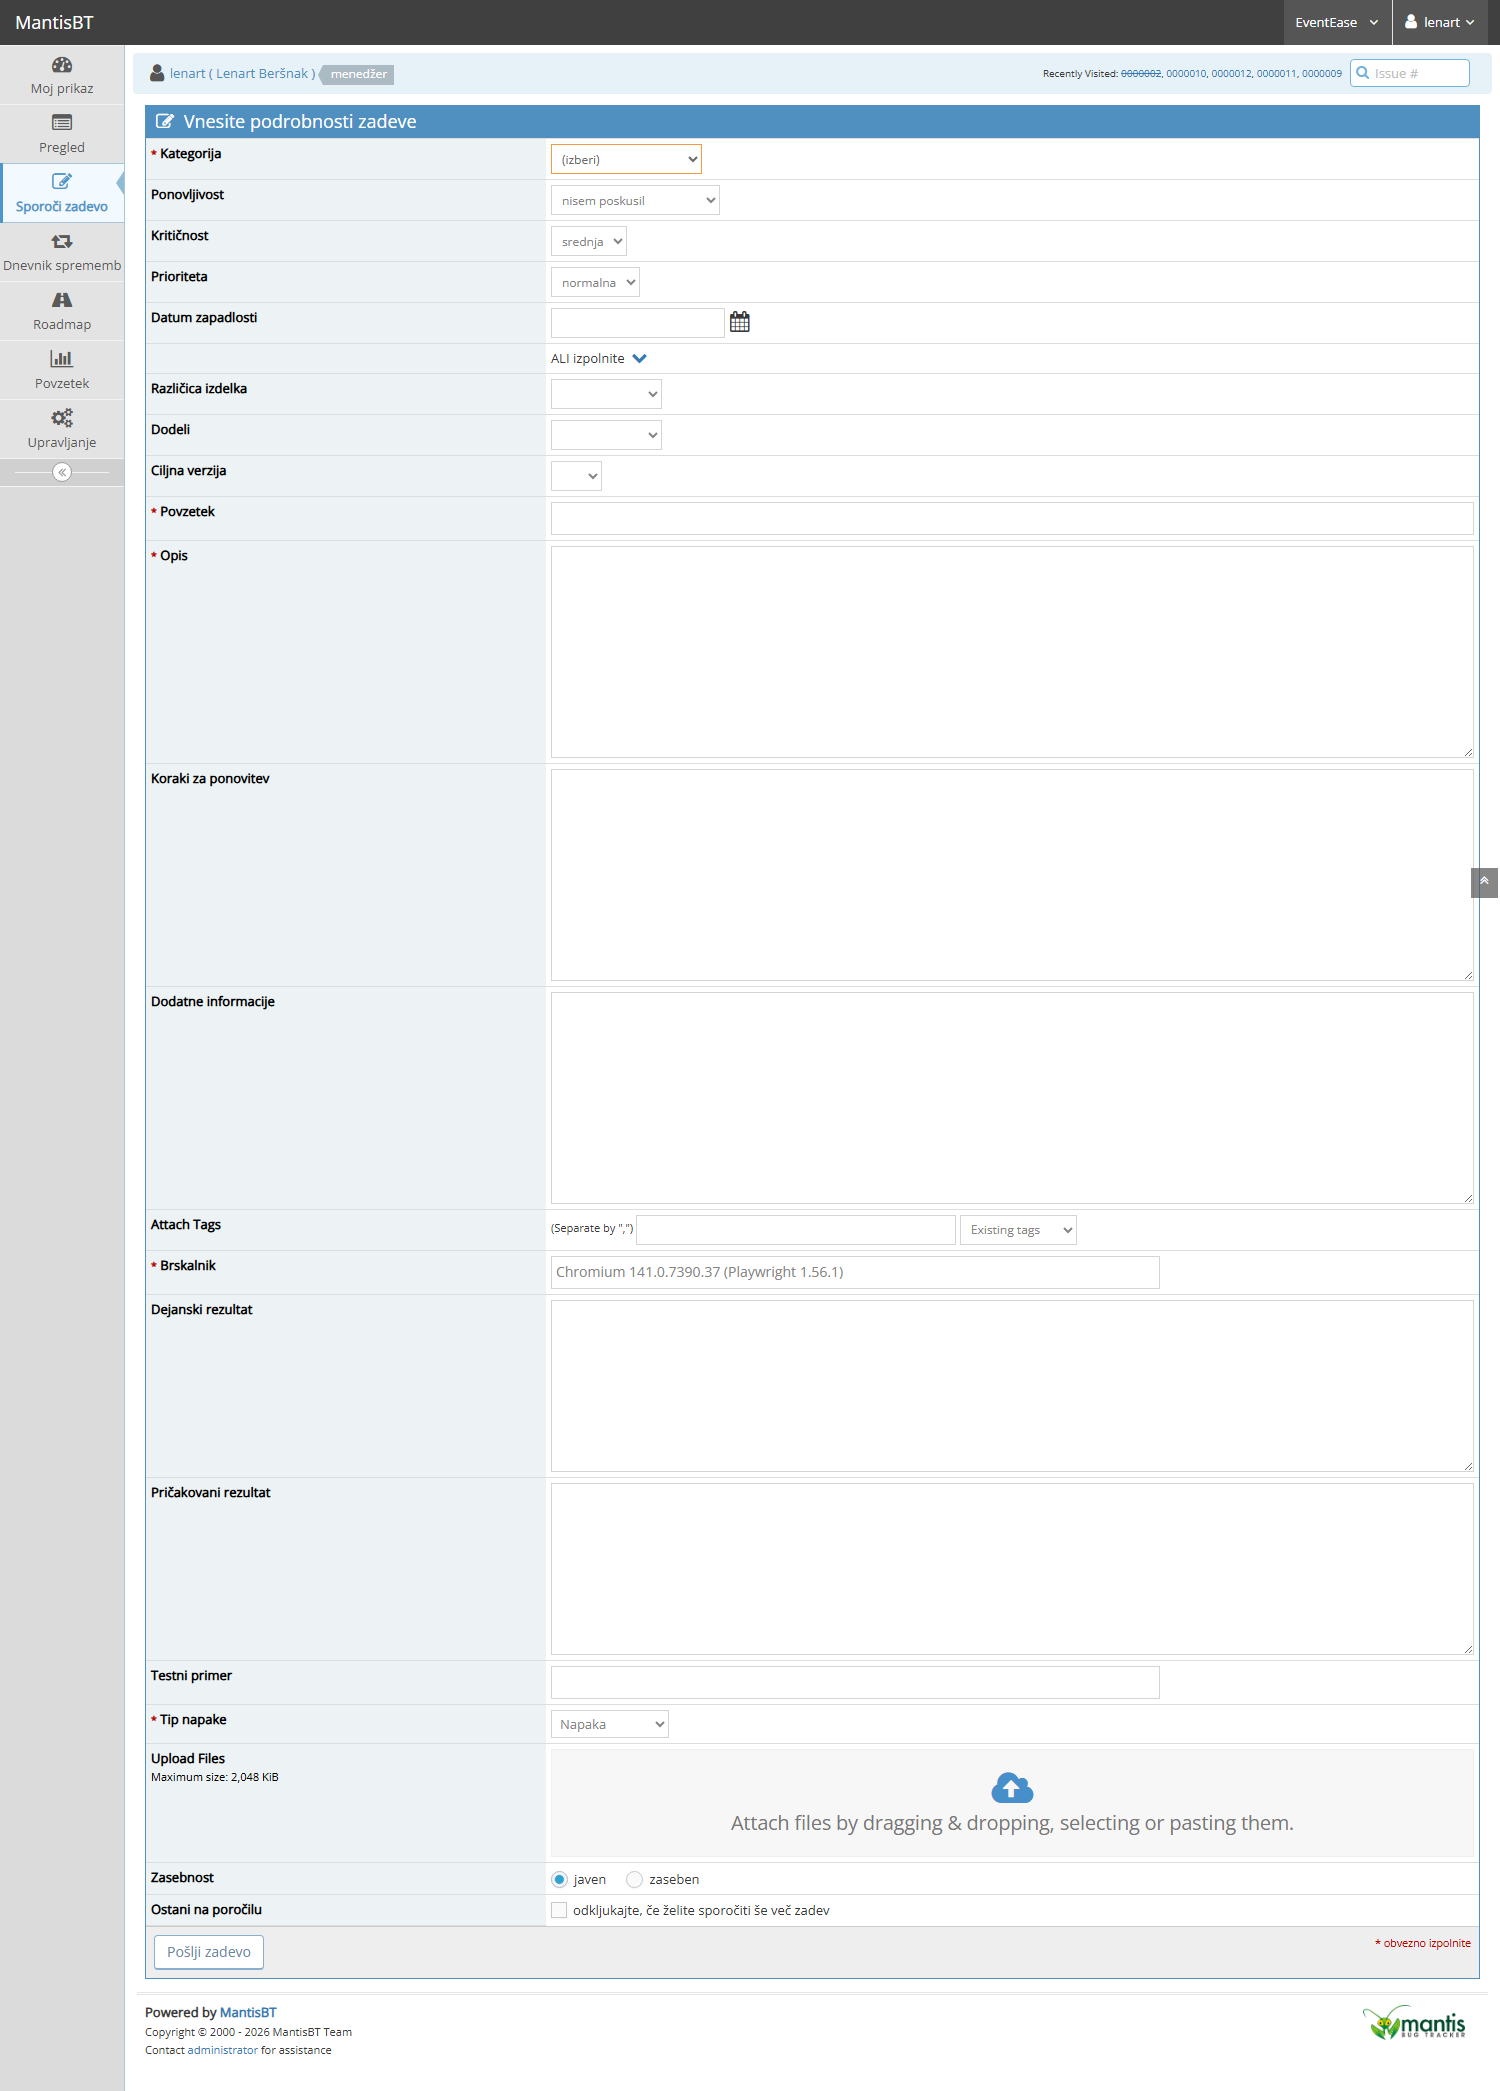 MantisBT
EventEase
lenart
Moj prikaz
Pregled
Sporoči zadevo
Dnevnik sprememb
Roadmap
Povzetek
Upravljanje
lenart ( Lenart Beršnak ) menedžer
Recently Visited: 0000002, 0000010, 0000012, 0000011, 0000009
Issue #
Vnesite podrobnosti zadeve
* Kategorija
(izberi)
Ponovljivost
nisem poskusil
Kritičnost
srednja
Prioriteta
normalna
Datum zapadlosti
ALI izpolnite
Različica izdelka
Dodeli
Ciljna verzija
* Povzetek
* Opis
Koraki za ponovitev
Dodatne informacije
Attach Tags
(Separate by ",")
Existing tags
* Brskalnik
Chromium 141.0.7390.37 (Playwright 1.56.1)
Dejanski rezultat
Pričakovani rezultat
Testni primer
* Tip napake
Napaka
Upload Files
Maximum size: 2,048 KiB
Attach files by dragging & dropping, selecting or pasting them.
Zasebnost
javen
zaseben
Ostani na poročilu
odkljukajte, če želite sporočiti še več zadev
Pošlji zadevo
* obvezno izpolnite
Powered by MantisBT
Copyright © 2000 - 2026 MantisBT Team
Contact administrator for assistance
mantis
BUG TRACKER